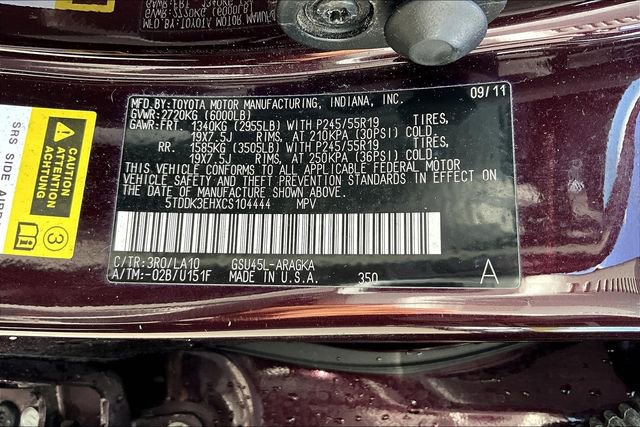 MFD.BY:TOYOTA MOTOR MANUFACTURING, INDIANA, INC. 09/11
GVWR:2720KG (6000LB)
GAWR:FRT. 1340KG (2955LB) WITH P245/55R19 TIRES,
19X7.5J RIMS, AT 210KPA (30PSI) COLD
RR. 1585KG (3505LB) WITH P245/55R19 TIRES,
19X7.5J RIMS, AT 250KPA (36PSI) COLD.
THIS VEHICLE CONFORMS TO ALL APPLICABLE FEDERAL MOTOR
VEHICLE SAFETY AND THEFT PREVENTION STANDARDS IN EFFECT ON
THE DATE OF MANUFACTURE SHOWN ABOVE.
5TDDK3EHXCS104444 MPV
C/TR:3R0/LA10 GSU45L-ARAGKA
A/TM:-02B/U151F MADE IN U.S.A. 350 A
SRS SIDE
CAUTION
ATTENTION
ACHTUNG
3